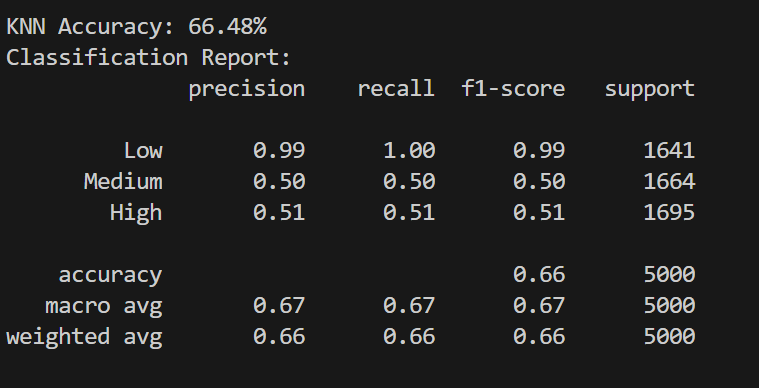 KNN Accuracy: 66.48%
Classification Report:
precision recall f1-score support
Low 0.99 1.00 0.99 1641
Medium 0.50 0.50 0.50 1664
High 0.51 0.51 0.51 1695
accuracy 0.66 5000
macro avg 0.67 0.67 0.67 5000
weighted avg 0.66 0.66 0.66 5000